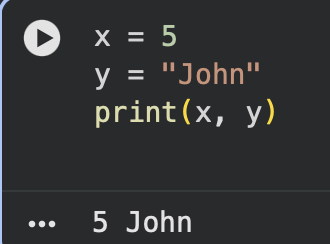 x = 5
y = "John"
print(x, y)
5 John